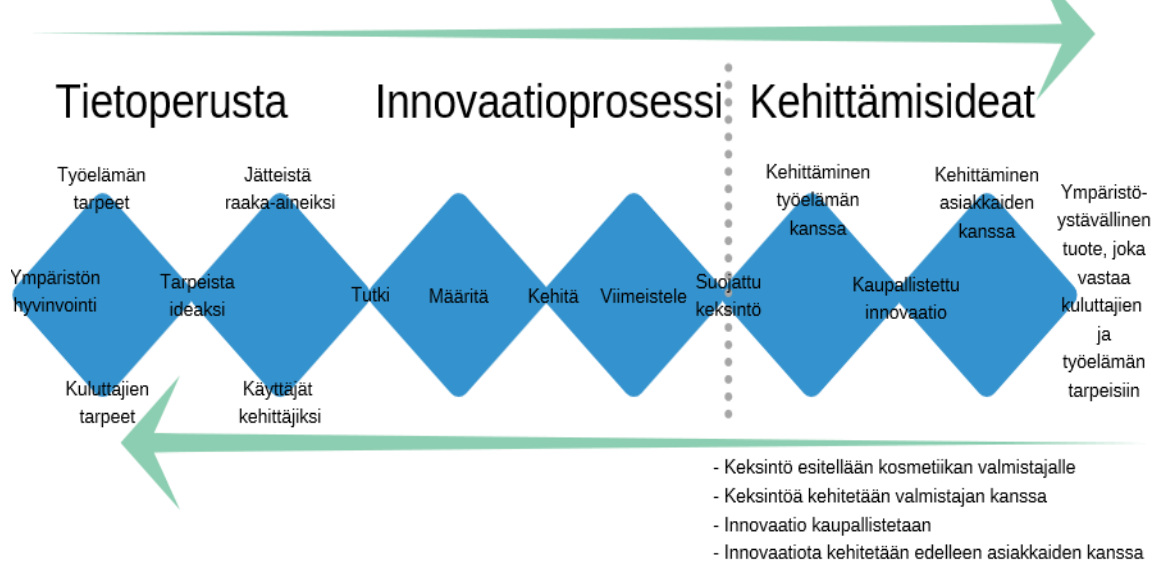 Tietoperusta
Innovaatioprosessi
Kehittämisideat
Työelämän
tarpeet
Ympäristön
hyvinvointi
Kuluttajien
tarpeet
Tarpeista
ideaksi
Jätteistä
raaka-aineiksi
Käyttäjät
kehittäjiksi
Tutki
Määritä
Kehitä
Viimeistele
Suojattu
keksintö
Kehittäminen
työelämän
kanssa
Kaupallistettu
innovaatio
Kehittäminen
asiakkaiden
kanssa
Ympäristö-
ystävällinen
tuote, joka
vastaa
kuluttajien
ja
työelämän
tarpeisiin
- Keksintö esitellään kosmetiikan valmistajalle
- Keksintöä kehitetään valmistajan kanssa
- Innovaatio kaupallistetaan
- Innovaatiota kehitetään edelleen asiakkaiden kanssa